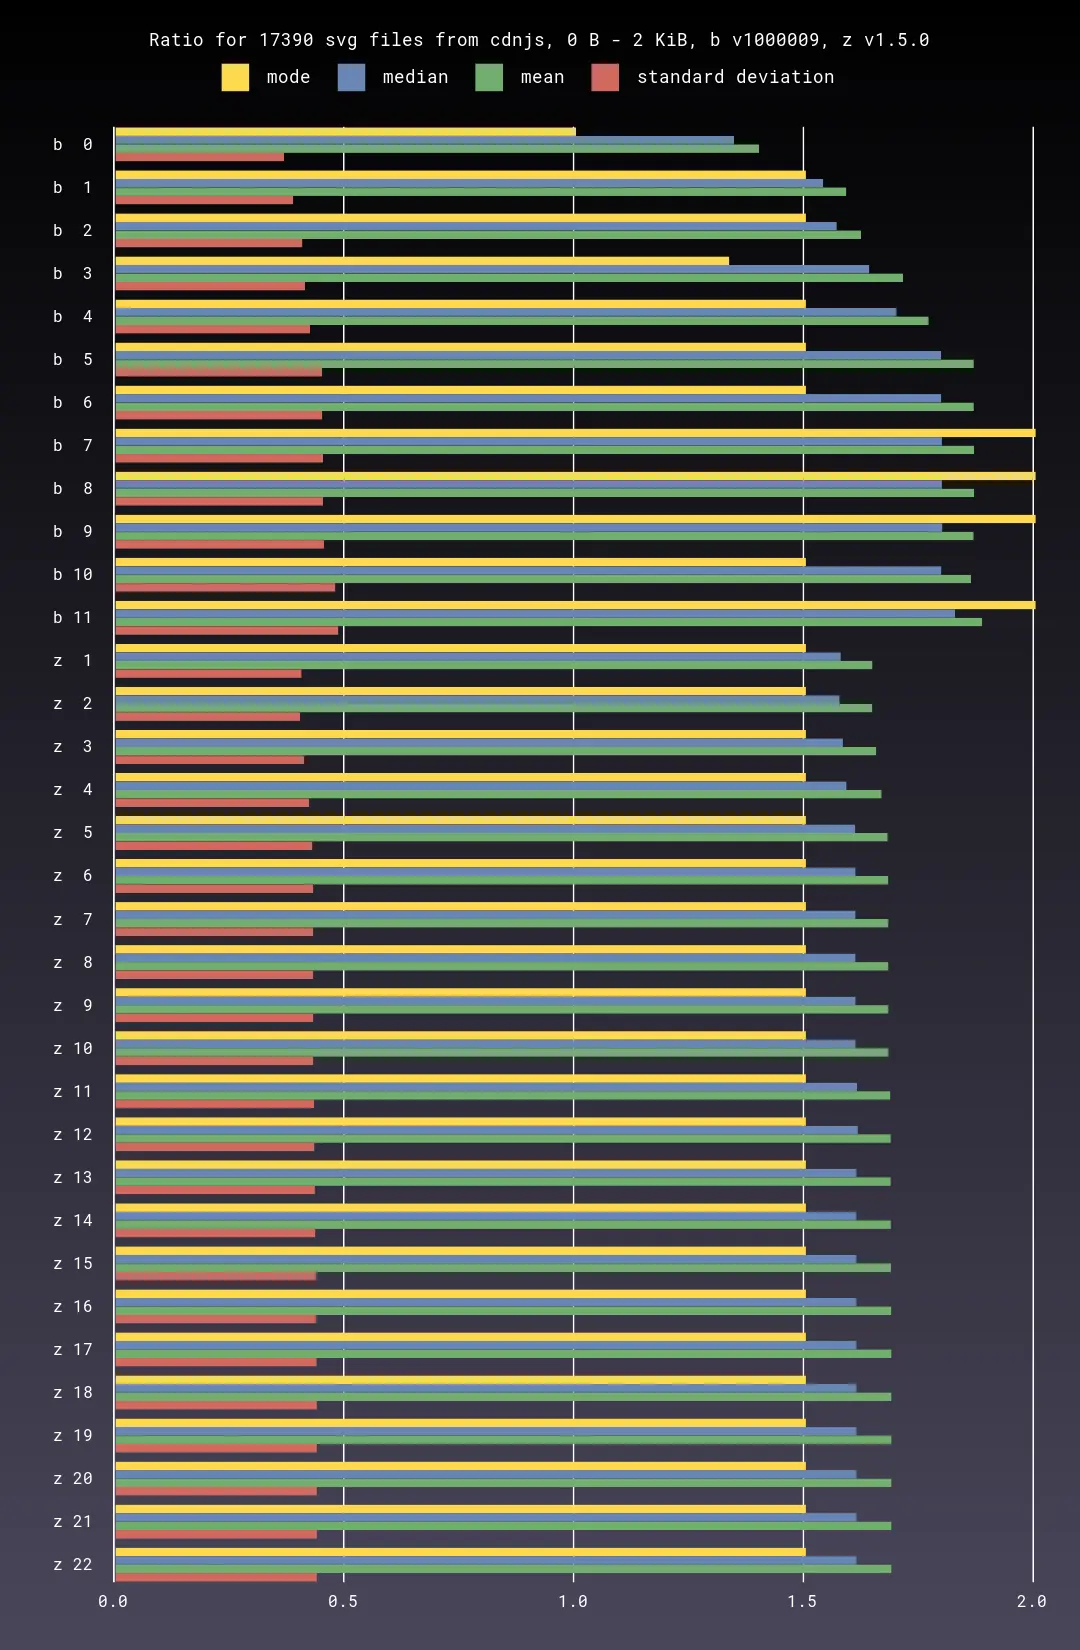 Ratio for 17390 svg files from cdnjs, 0 B - 2 KiB, b v1000009, z v1.5.0
mode median mean standard deviation
b 0
b 1
b 2
b 3
b 4
b 5
b 6
b 7
b 8
b 9
b 10
b 11
z 1
z 2
z 3
z 4
z 5
z 6
z 7
z 8
z 9
z 10
z 11
z 12
z 13
z 14
z 15
z 16
z 17
z 18
z 19
z 20
z 21
z 22
0.0 0.5 1.0 1.5 2.0